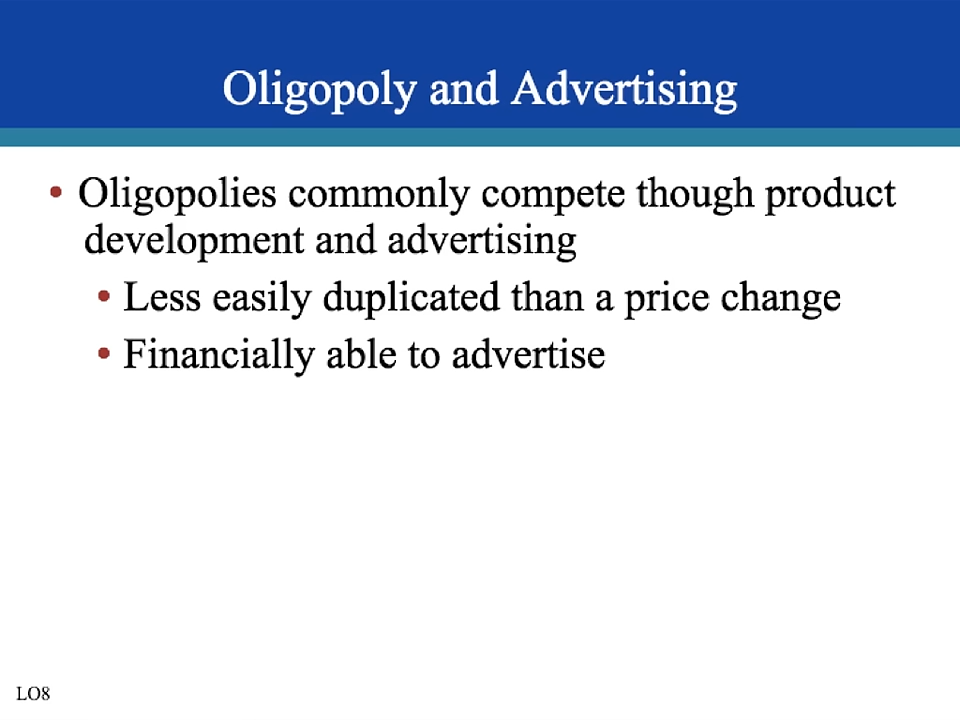 Oligopoly and Advertising
• Oligopolies commonly compete though product
development and advertising
• Less easily duplicated than a price change
• Financially able to advertise
LO8